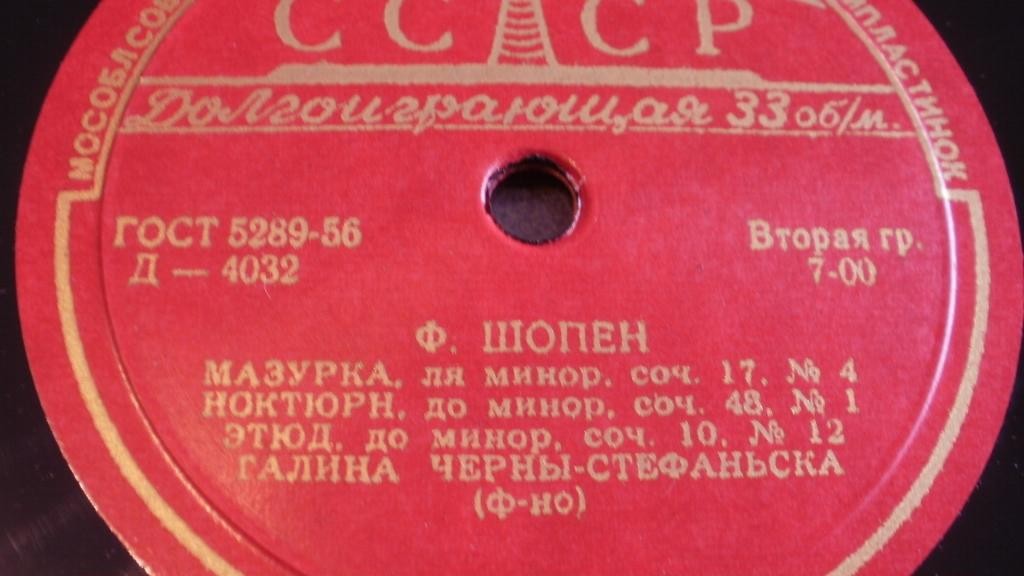 СССР
МОСОБЛСОВ
МПЛАСТИНОК
Долгоиграющая 33 об/м.
ГОСТ 5289-56
Д — 4032
Вторая гр.
7-00
Ф. ШОПЕН
МАЗУРКА, ля минор, соч. 17, № 4
НОКТЮРН, до минор, соч. 48, № 1
ЭТЮД, до минор, соч. 10, № 12
ГАЛИНА ЧЕРНЫ-СТЕФАНЬСКА
(ф-но)